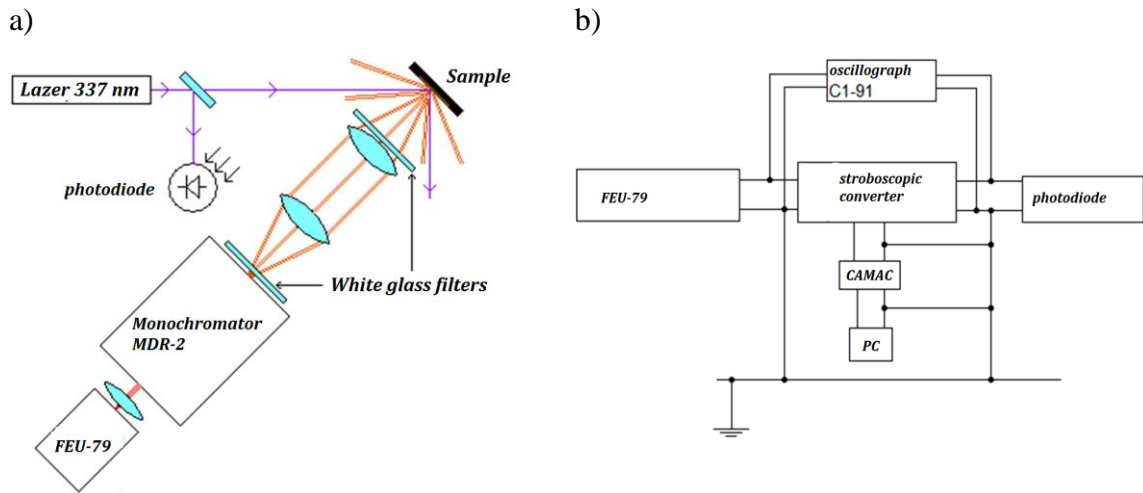 a)
Lazer 337 nm
Sample
photodiode
White glass filters
Monochromator
MDR-2
FEU-79
b)
oscillograph
C1-91
FEU-79
stroboscopic
converter
photodiode
CAMAC
PC